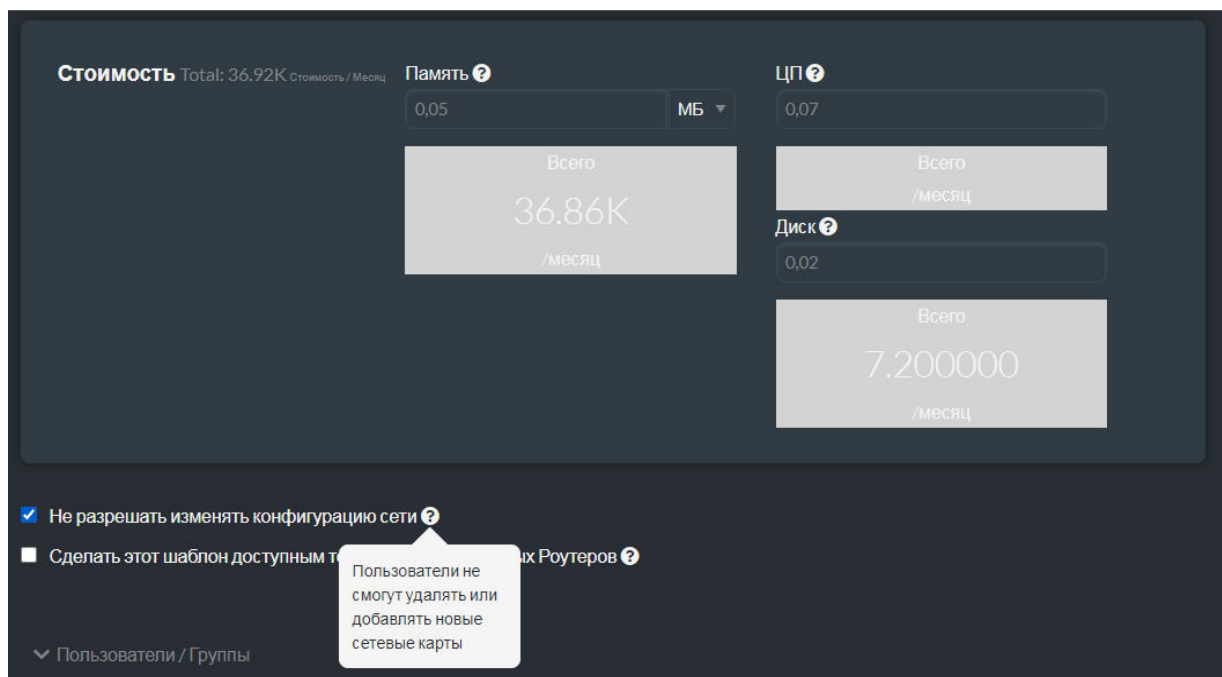 Стоимость Total: 36.92K Стоимость / Месяц
Память
0,05 МБ
Всего
36.86K
/месяц
ЦП
0,07
Всего
/месяц
Диск
0,02
Всего
7.200000
/месяц
Не разрешать изменять конфигурацию сети
Сделать этот шаблон доступным Роутеров
Пользователи не
смогут удалять или
добавлять новые
сетевые карты
Пользователи / Группы